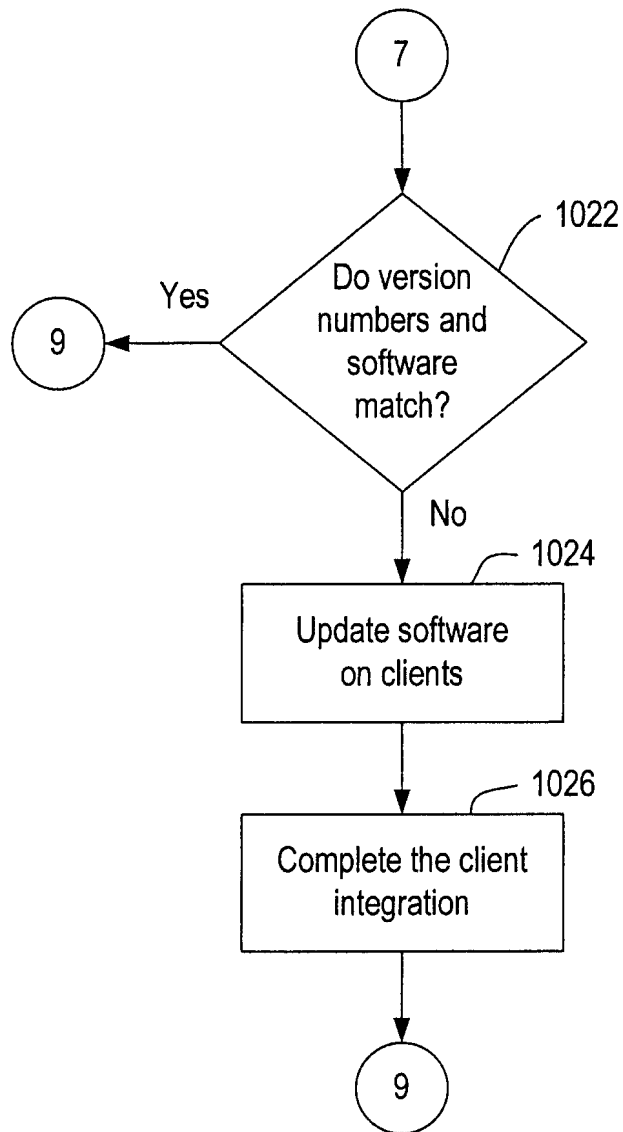 7
1022
Do version
numbers and
software
match?
Yes
9
No
1024
Update software
on clients
1026
Complete the client
integration
9